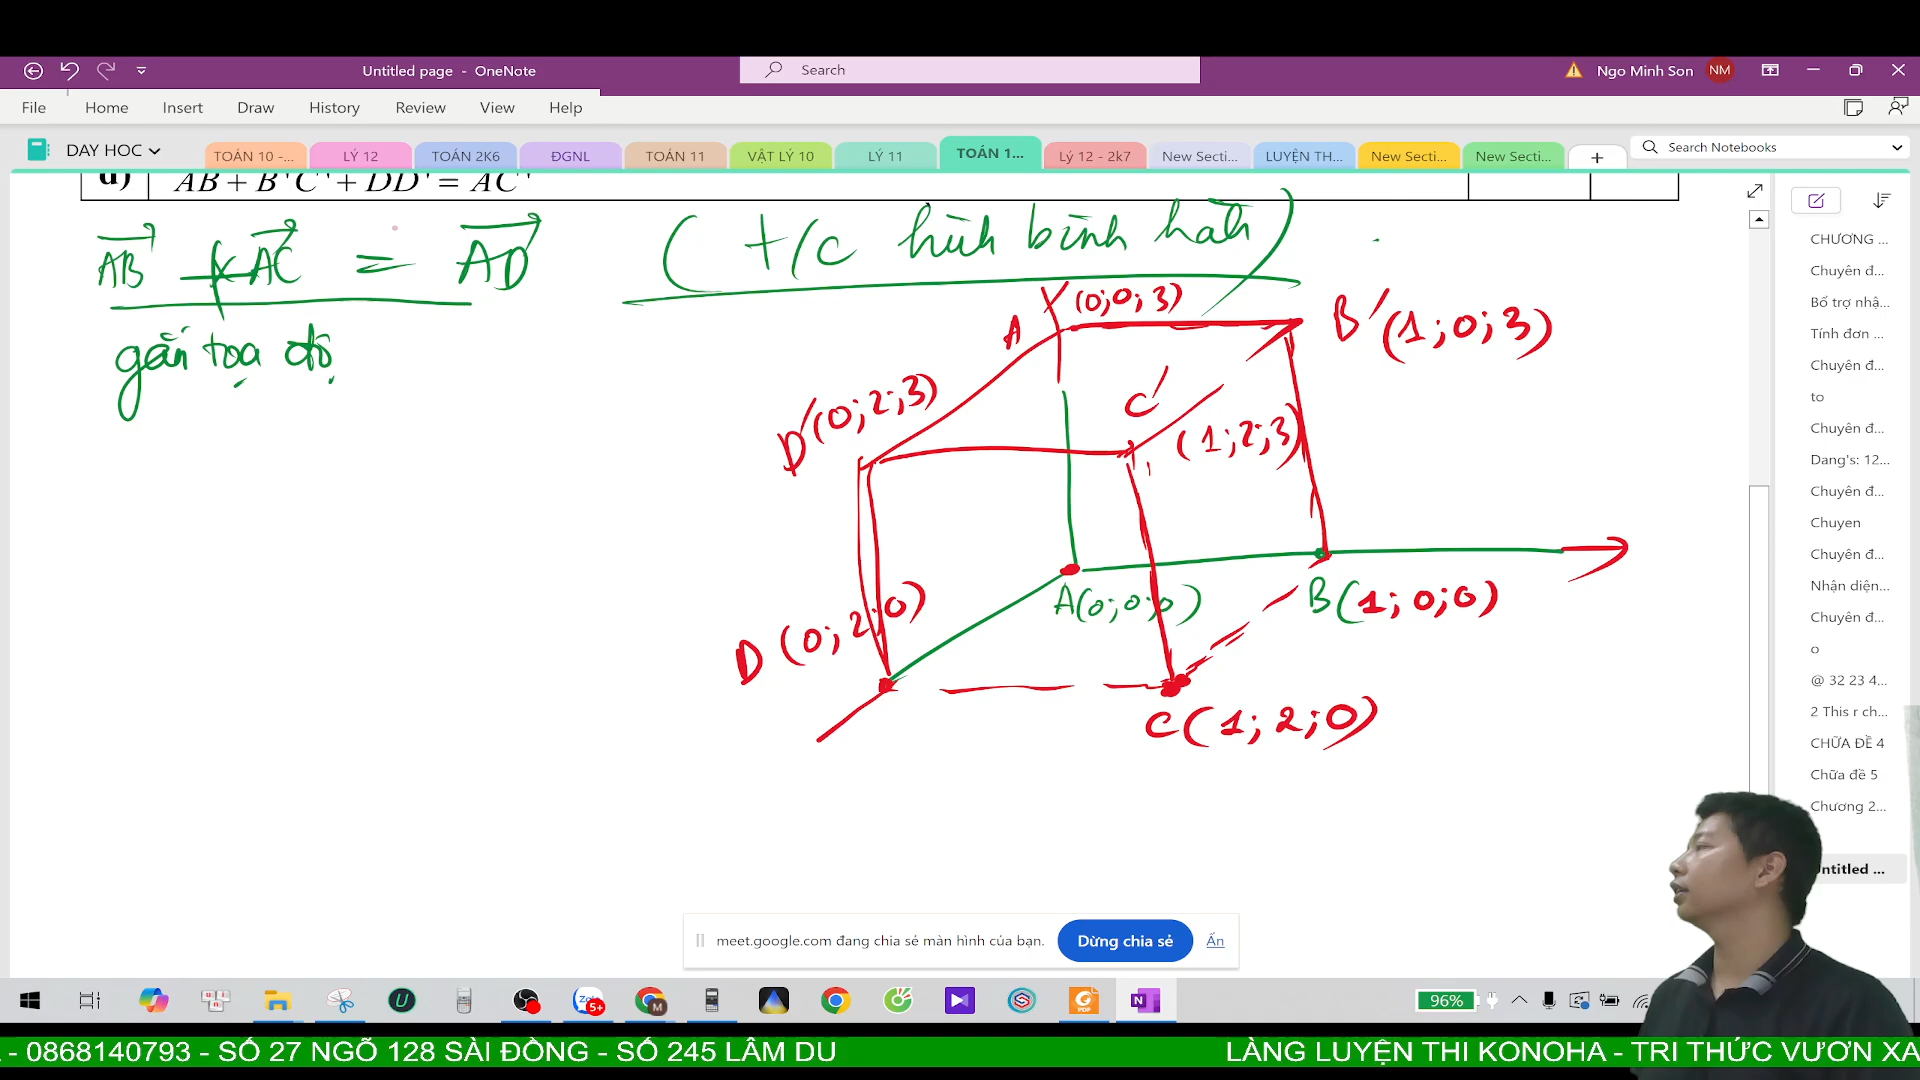 Untitled page - OneNote
Search
Ngo Minh Son
NM
File
Home
Insert
Draw
History
Review
View
Help
DAY HOC
TOÁN 10 -...
LÝ 12
TOÁN 2K6
ĐGNL
TOÁN 11
VẬT LÝ 10
LÝ 11
TOÁN 1...
Lý 12 - 2k7
New Secti...
LUYỆN TH...
New Secti...
New Secti...
+
Search Notebooks
d) AB + B'C' + DD' = AC'
AB + AC = AD (t/c hình bình hành)
gắn tọa độ
A' (0;0;3)
B' (1;0;3)
D' (0;2;3)
C' (1;2;3)
A(0;0;0)
B(1;0;0)
D (0;2;0)
C(1;2;0)
CHƯƠNG ...
Chuyên đ...
Bổ trợ nhậ...
Tính đơn ...
Chuyên đ...
to
Chuyên đ...
Dang's: 12...
Chuyên đ...
Chuyen
Chuyên đ...
Nhận diện...
Chuyên đ...
o
@ 32 23 4...
2 This r ch...
CHỮA ĐỀ 4
Chữa đề 5
Chương 2...
ntitled ...
meet.google.com đang chia sẻ màn hình của bạn.
Dừng chia sẻ
Ẩn
96%
- 0868140793 - SỐ 27 NGÕ 128 SÀI ĐỒNG - SỐ 245 LÂM DU
LÀNG LUYỆN THI KONOHA - TRI THỨC VƯƠN XA